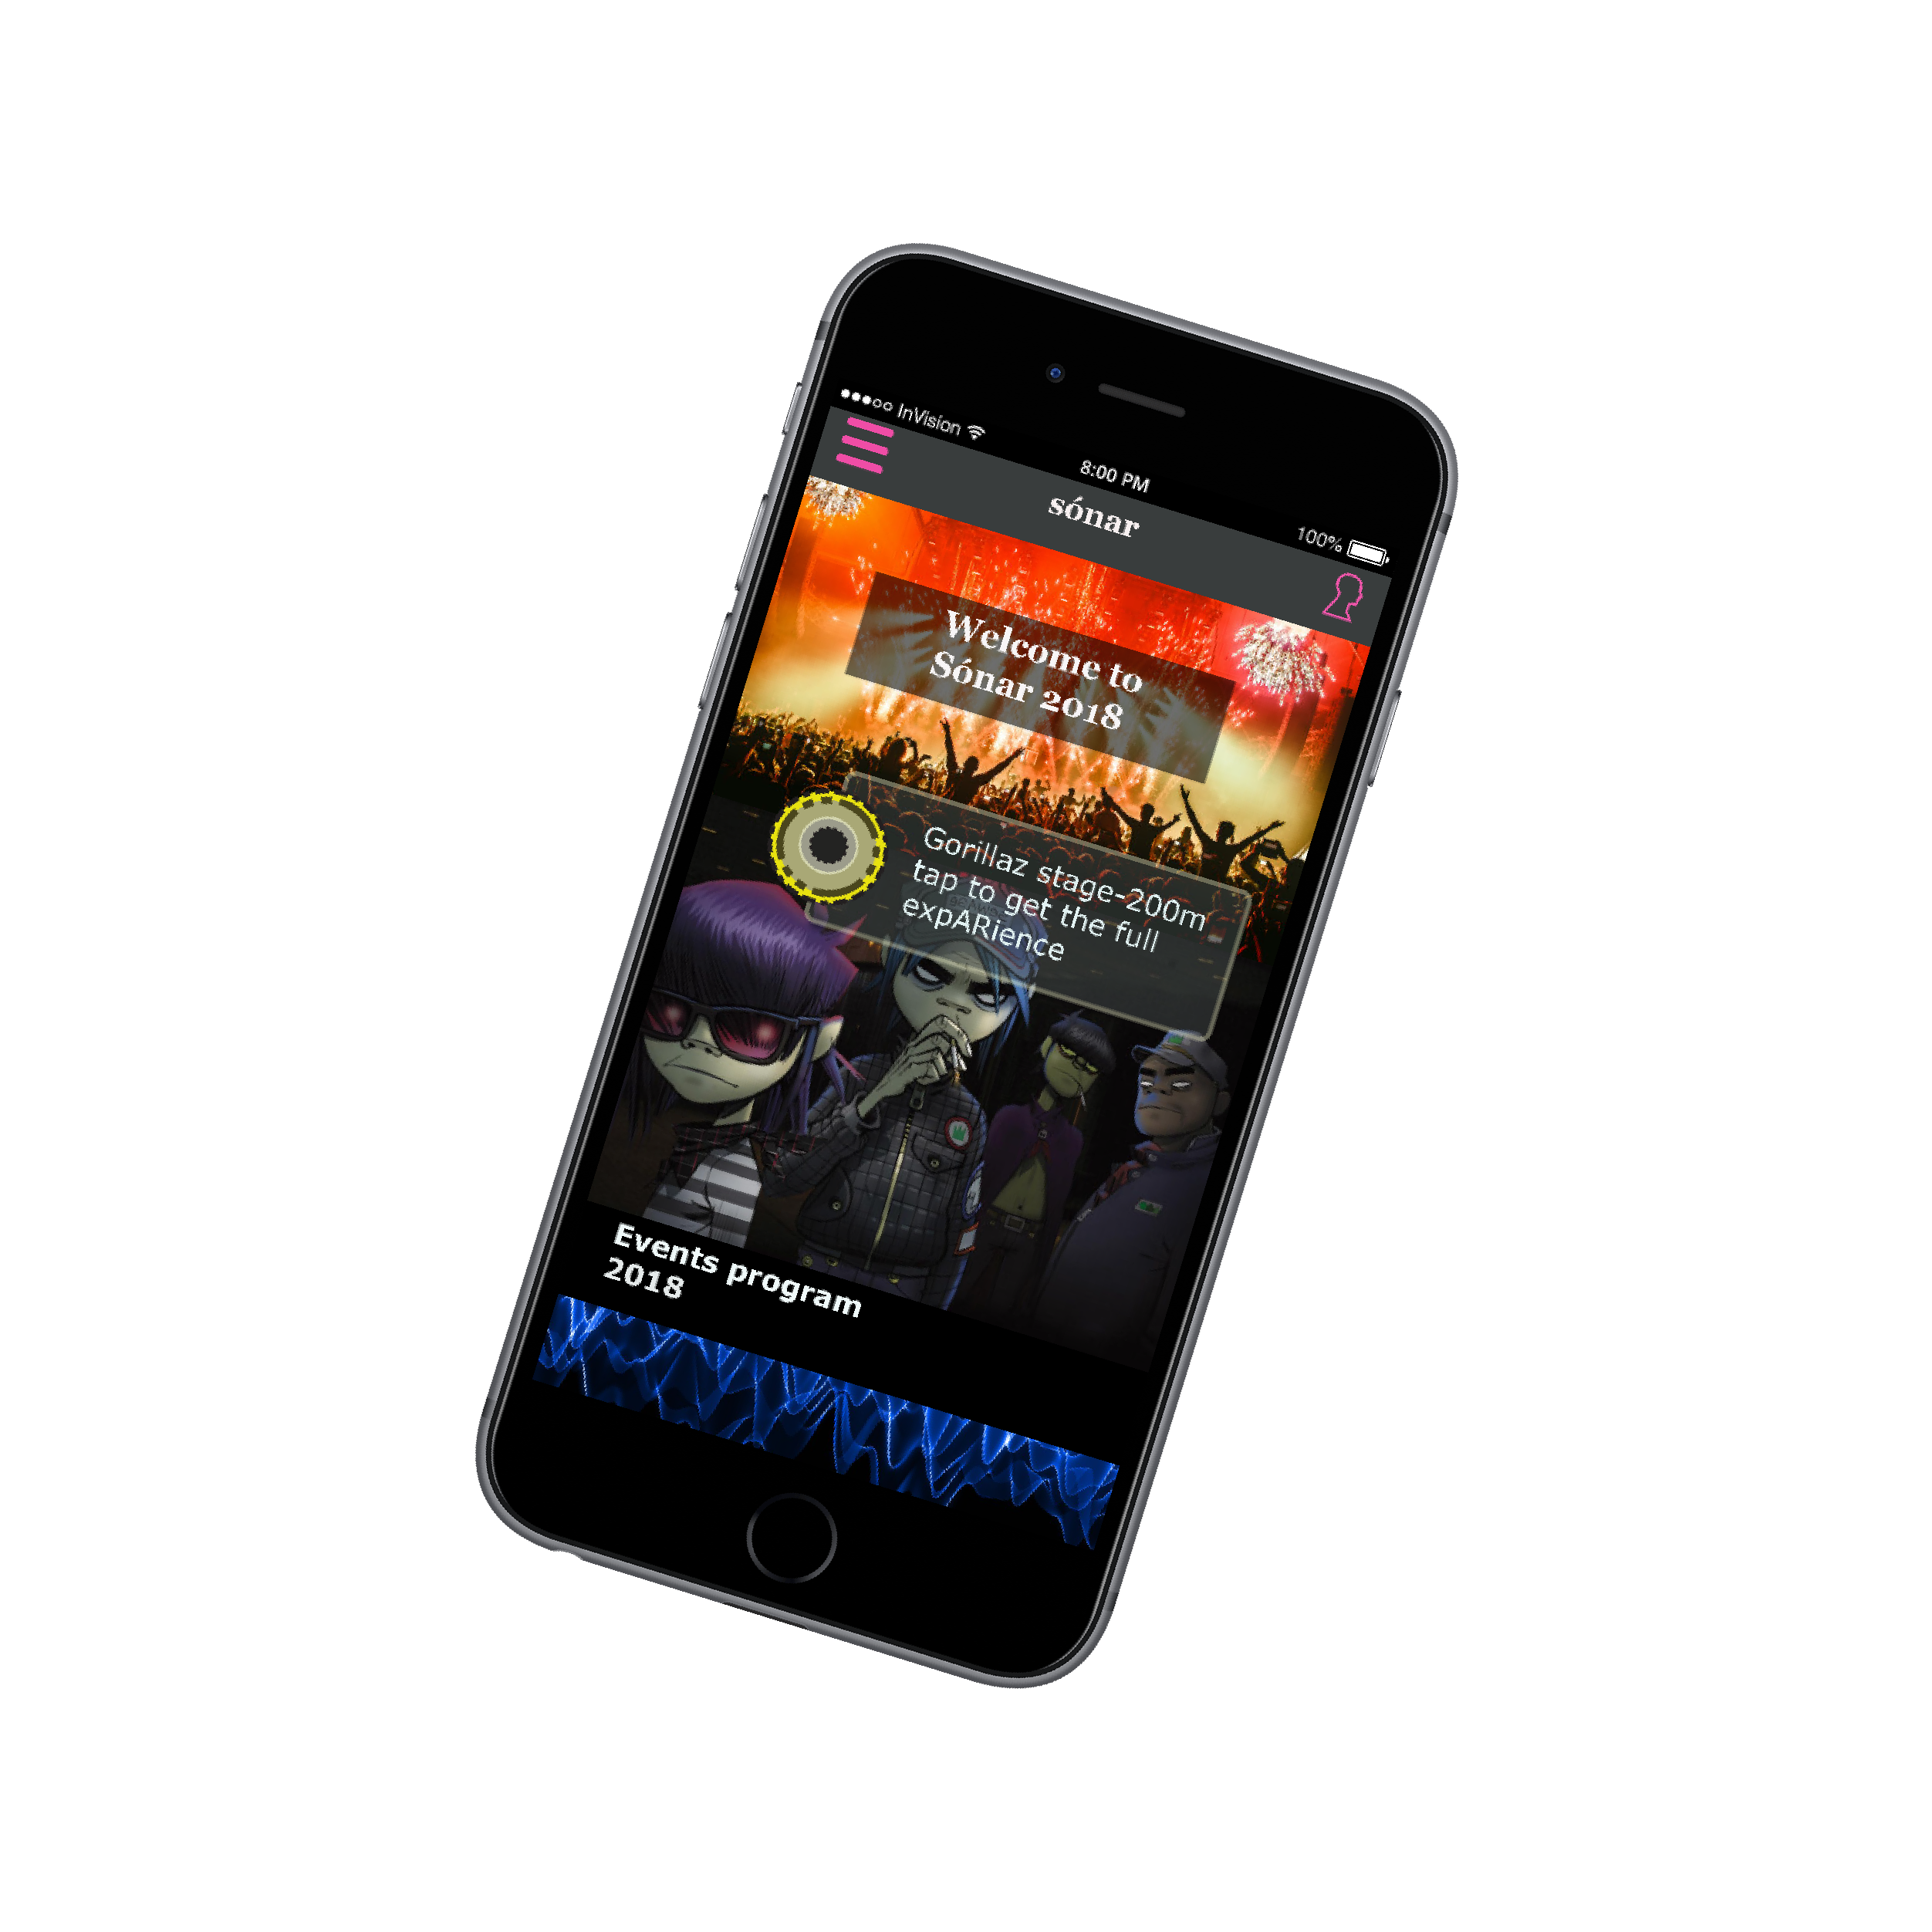 ●●●○○ InVision
8:00 PM
100%
sónar
Welcome to
Sónar 2018
Gorillaz stage-200m
tap to get the full
expARience
Events program
2018